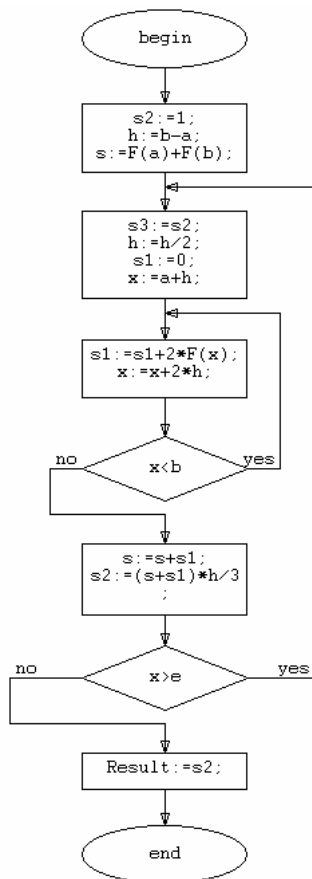 begin
s2:=1;
h:=b-a;
s:=F(a)+F(b);
s3:=s2;
h:=h/2;
s1:=0;
x:=a+h;
s1:=s1+2*F(x);
x:=x+2*h;
no
x<b
yes
s:=s+s1;
s2:=(s+s1)*h/3
;
no
x>e
yes
Result:=s2;
end